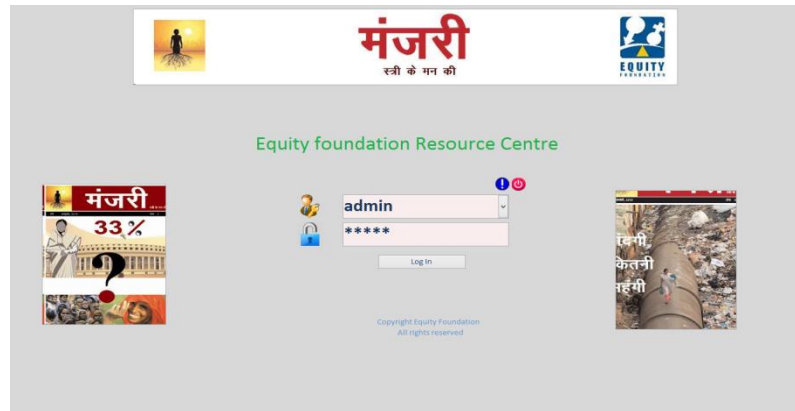 मंजरी
स्त्री के मन की
EQUITY
FOUNDATION
Equity foundation Resource Centre
मंजरी
33%
?
admin
*****
Log In
ज़िंदगी,
कितनी
महंगी
Copyright Equity Foundation
All rights reserved